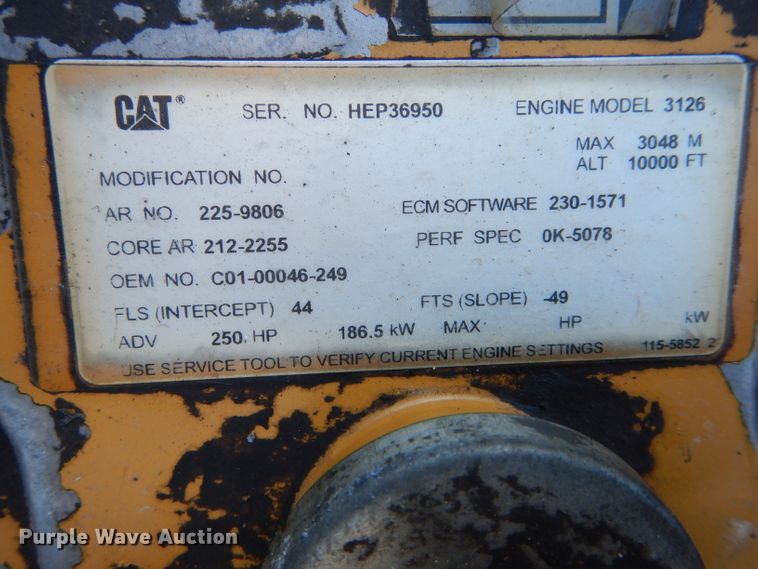 CAT® SER. NO. HEP36950 ENGINE MODEL 3126
MAX 3048 M
ALT 10000 FT
MODIFICATION NO.
AR NO. 225-9806 ECM SOFTWARE 230-1571
CORE AR 212-2255 PERF SPEC 0K-5078
OEM NO. C01-00046-249
FLS (INTERCEPT) 44 FTS (SLOPE) -49
ADV 250 HP 186.5 kW MAX HP kW
USE SERVICE TOOL TO VERIFY CURRENT ENGINE SETTINGS 115-5852 2
Purple Wave Auction